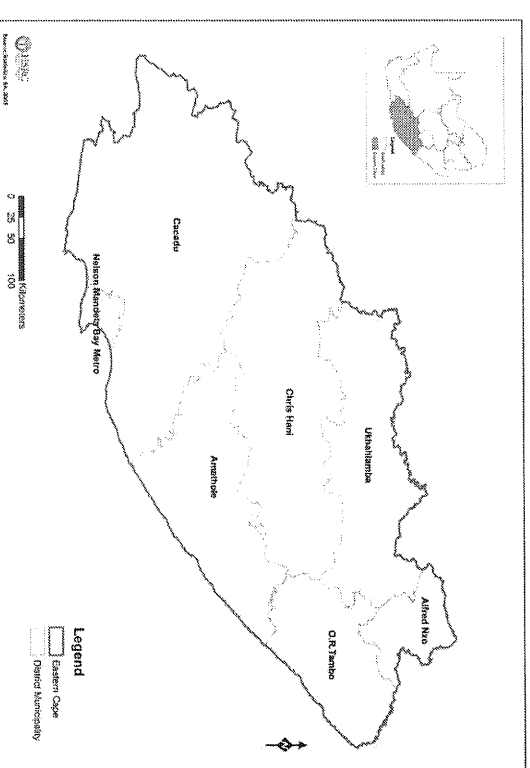 Legend
Ukhahlamba
Alfred Nzo
Chris Hani
O.R.Tambo
Cacadu
Amathole
Nelson Mandela Bay Metro
Legend
Eastern Cape
District Municipality
0 25 50 100
Kilometers
N